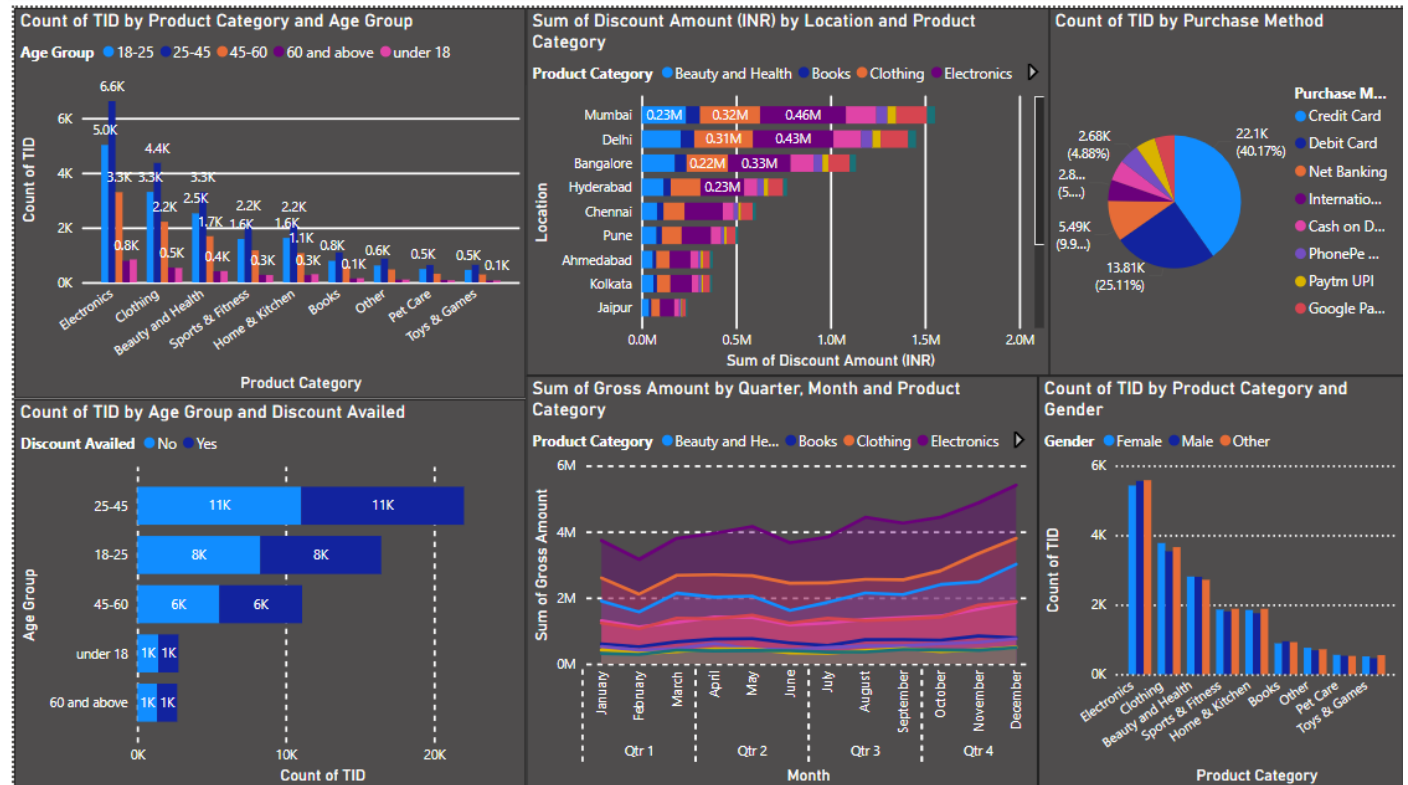 Count of TID by Product Category and Age Group
Age Group 18-25 25-45 45-60 60 and above under 18
Count of TID
6K
4K
2K
0K
5.0K
6.6K
3.3K
0.8K
3.3K
4.4K
2.2K
0.5K
2.5K
3.3K
1.7K
0.4K
1.6K
2.2K
0.3K
1.6K
2.2K
1.1K
0.3K
0.8K
0.1K
0.6K
0.5K
0.5K
0.1K
Electronics
Clothing
Beauty and Health
Sports & Fitness
Home & Kitchen
Books
Other
Pet Care
Toys & Games
Product Category
Sum of Discount Amount (INR) by Location and Product
Category
Product Category Beauty and Health Books Clothing Electronics
Location
Mumbai 0.23M 0.32M 0.46M
Delhi 0.31M 0.43M
Bangalore 0.22M 0.33M
Hyderabad 0.23M
Chennai
Pune
Ahmedabad
Kolkata
Jaipur
0.0M 0.5M 1.0M 1.5M 2.0M
Sum of Discount Amount (INR)
Count of TID by Purchase Method
22.1K
(40.17%)
13.81K
(25.11%)
5.49K
(9.9...)
2.8...
(5....)
2.68K
(4.88%)
Purchase M...
Credit Card
Debit Card
Net Banking
Internatio...
Cash on D...
PhonePe ...
Paytm UPI
Google Pa...
Count of TID by Age Group and Discount Availed
Discount Availed No Yes
Age Group
25-45 11K 11K
18-25 8K 8K
45-60 6K 6K
under 18 1K 1K
60 and above 1K 1K
0K 10K 20K
Count of TID
Sum of Gross Amount by Quarter, Month and Product
Category
Product Category Beauty and He... Books Clothing Electronics
Sum of Gross Amount
6M
4M
2M
0M
January
February
March
April
May
June
July
August
September
October
November
December
Qtr 1 Qtr 2 Qtr 3 Qtr 4
Month
Count of TID by Product Category and
Gender
Gender Female Male Other
Count of TID
6K
4K
2K
0K
Electronics
Clothing
Beauty and Health
Sports & Fitness
Home & Kitchen
Books
Other
Pet Care
Toys & Games
Product Category